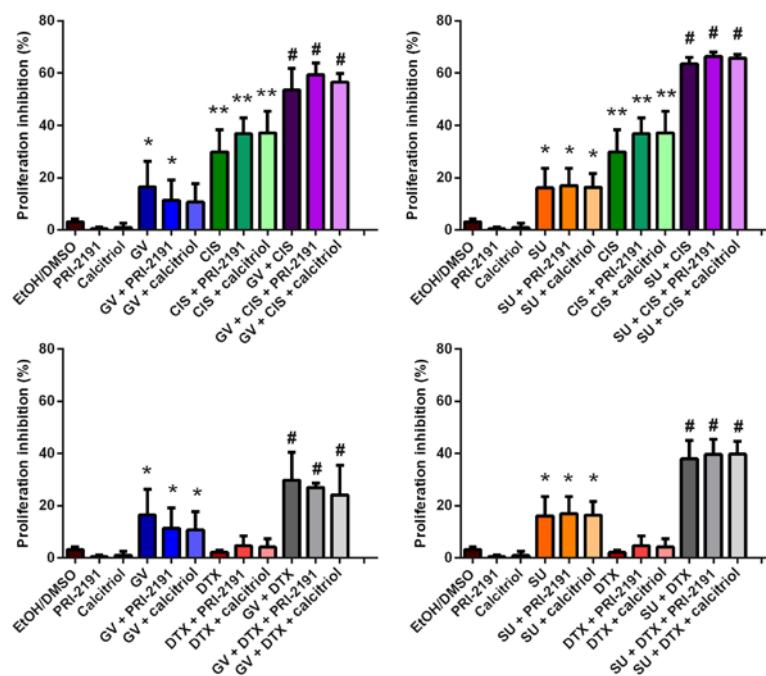 Proliferation inhibition (%)
80
60
40
20
0
* * ** ** ** # # #
EtOH/DMSO
PRI-2191
Calcitriol
GV
GV + PRI-2191
GV + calcitriol
CIS
CIS + PRI-2191
CIS + calcitriol
GV + CIS
GV + CIS + PRI-2191
GV + CIS + calcitriol
Proliferation inhibition (%)
80
60
40
20
0
* * * ** ** ** # # #
EtOH/DMSO
PRI-2191
Calcitriol
SU
SU + PRI-2191
SU + calcitriol
CIS
CIS + PRI-2191
CIS + calcitriol
SU + CIS
SU + CIS + PRI-2191
SU + CIS + calcitriol
Proliferation inhibition (%)
80
60
40
20
0
* * * # # #
EtOH/DMSO
PRI-2191
Calcitriol
GV
GV + PRI-2191
GV + calcitriol
DTX
DTX + PRI-2191
DTX + calcitriol
GV + DTX
GV + DTX + PRI-2191
GV + DTX + calcitriol
Proliferation inhibition (%)
80
60
40
20
0
* * * # # #
EtOH/DMSO
PRI-2191
Calcitriol
SU
SU + PRI-2191
SU + calcitriol
DTX
DTX + PRI-2191
DTX + calcitriol
SU + DTX
SU + DTX + PRI-2191
SU + DTX + calcitriol